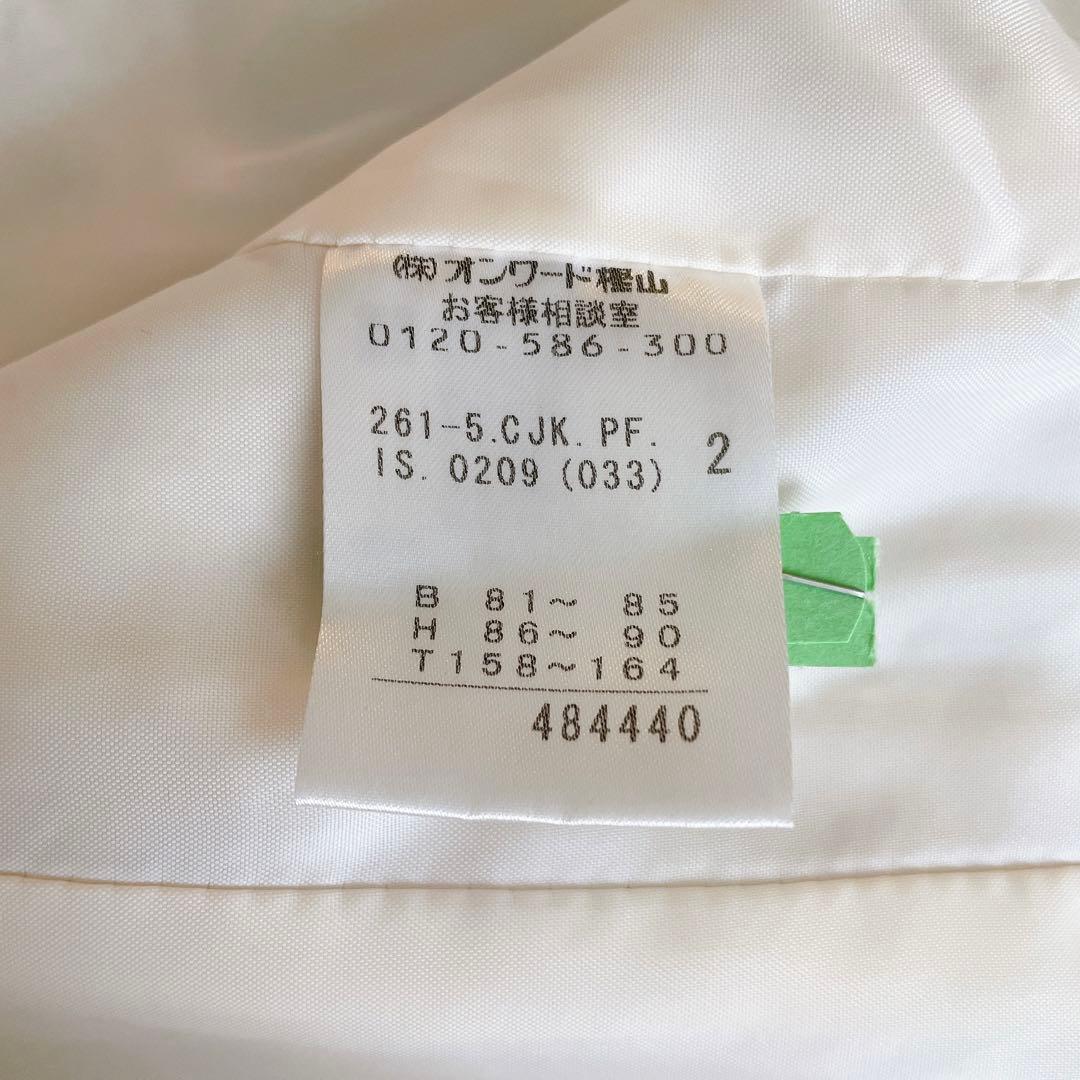 (株)オンワード樫山
お客様相談室
0120-586-300
261-5.CJK.PF.
IS.0209(033)
2
B 81～ 85
H 86～ 90
T158～164
484440